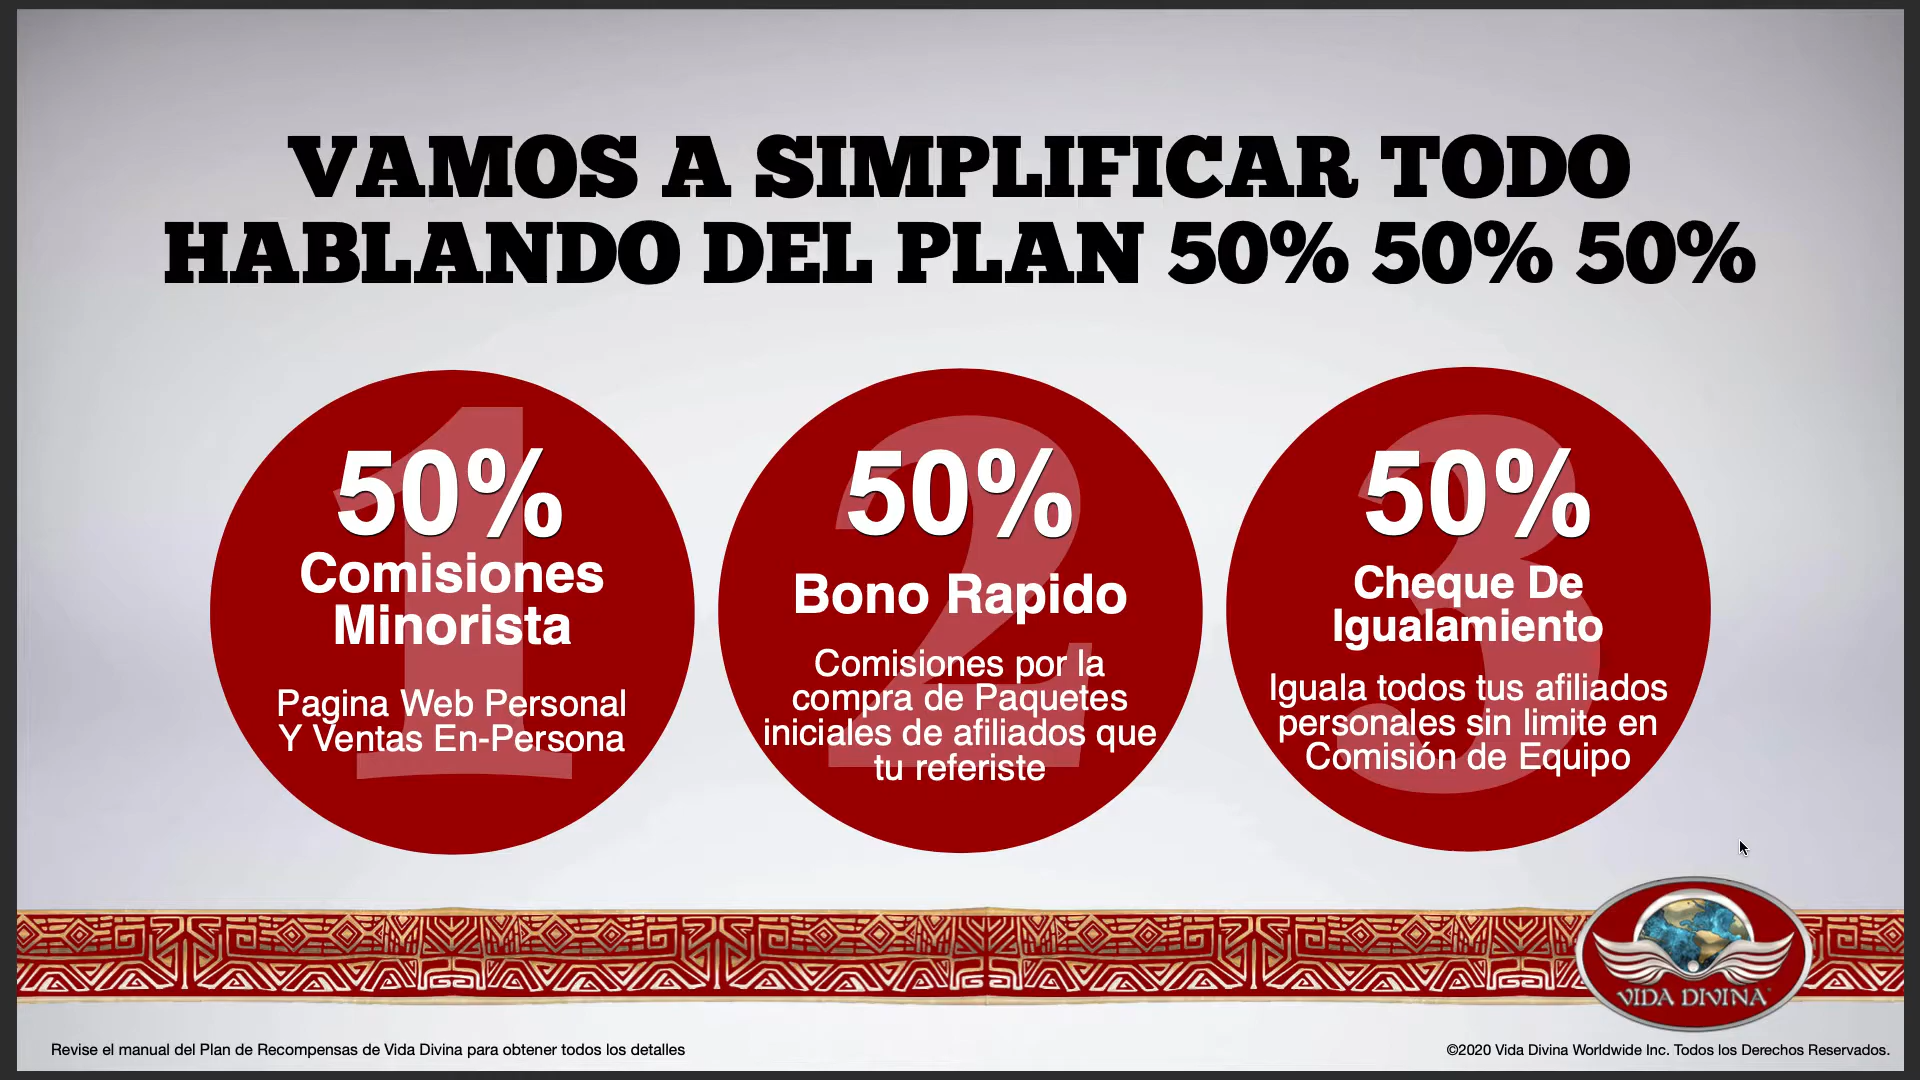 VAMOS A SIMPLIFICAR TODO
HABLANDO DEL PLAN 50% 50% 50%
1
50%
Comisiones
Minorista
Pagina Web Personal
Y Ventas En-Persona
2
50%
Bono Rapido
Comisiones por la
compra de Paquetes
iniciales de afiliados que
tu referiste
3
50%
Cheque De
Igualamiento
Iguala todos tus afiliados
personales sin limite en
Comisión de Equipo
VIDA DIVINA
Revise el manual del Plan de Recompensas de Vida Divina para obtener todos los detalles
©2020 Vida Divina Worldwide Inc. Todos los Derechos Reservados.